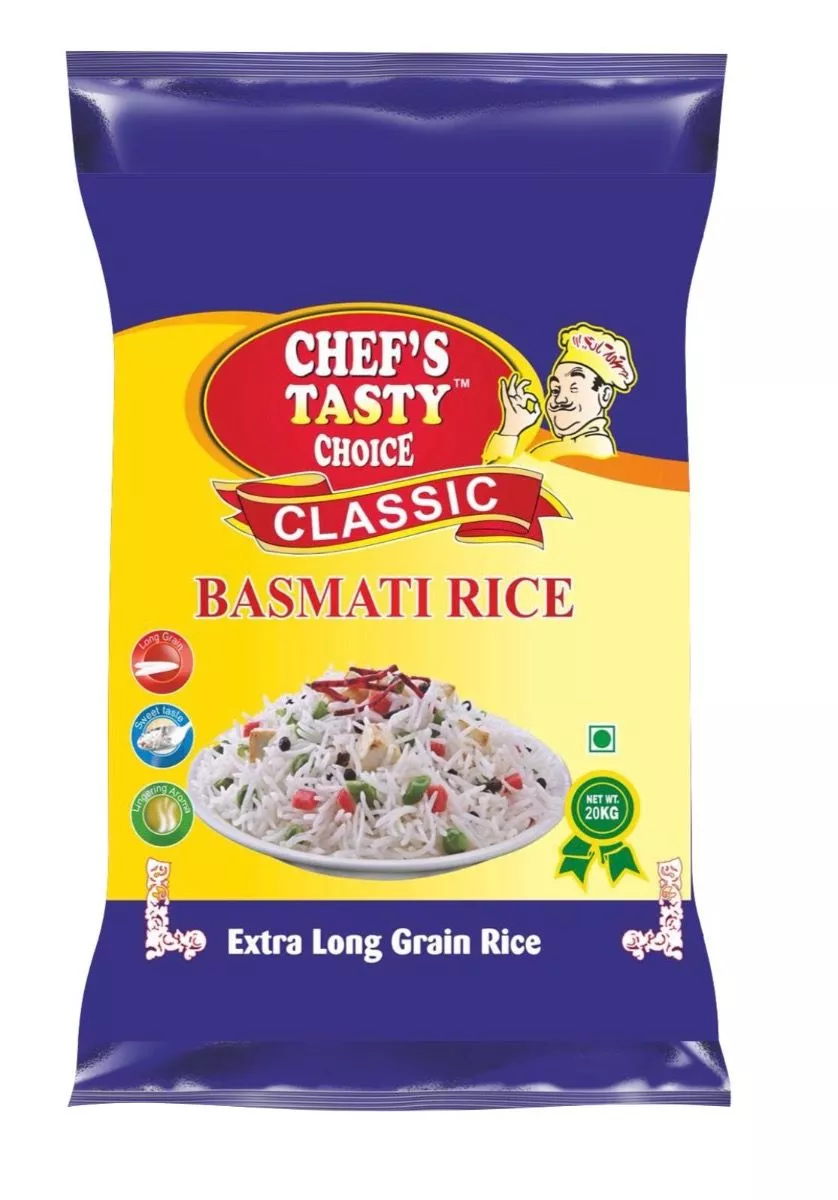 CHEF'S
TASTY™
CHOICE
CLASSIC
BASMATI RICE
Long Grain
Sweet taste
Lingering Aroma
NET WT.
20KG
Extra Long Grain Rice